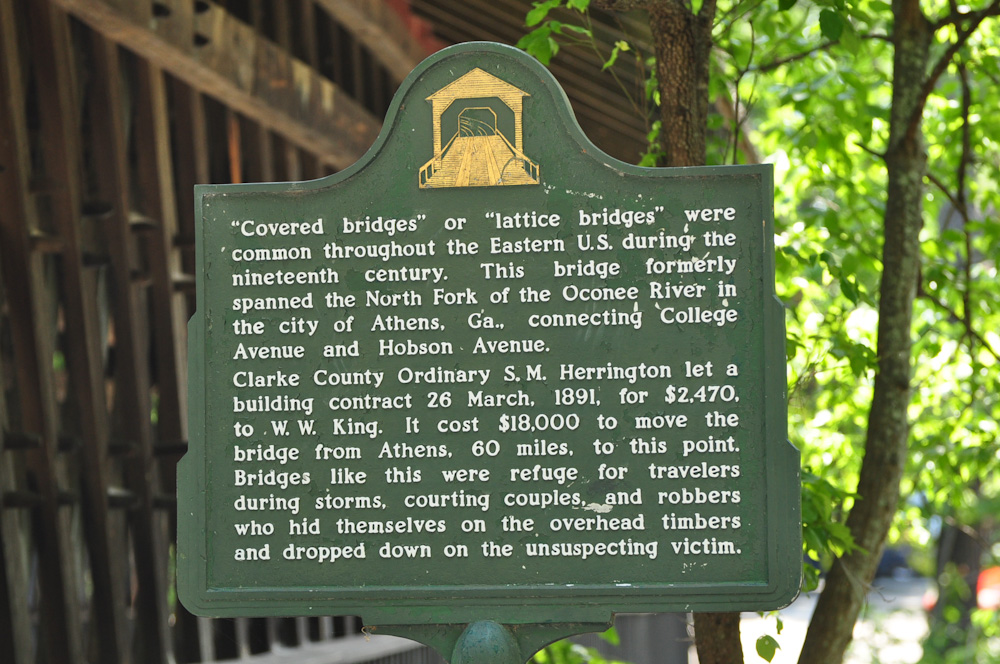 “Covered bridges” or “lattice bridges” were
common throughout the Eastern U.S. during the
nineteenth century. This bridge formerly
spanned the North Fork of the Oconee River in
the city of Athens, Ga., connecting College
Avenue and Hobson Avenue.
Clarke County Ordinary S. M. Herrington let a
building contract 26 March, 1891, for $2,470,
to W. W. King. It cost $18,000 to move the
bridge from Athens, 60 miles, to this point.
Bridges like this were refuge for travelers
during storms, courting couples, and robbers
who hid themselves on the overhead timbers
and dropped down on the unsuspecting victim.